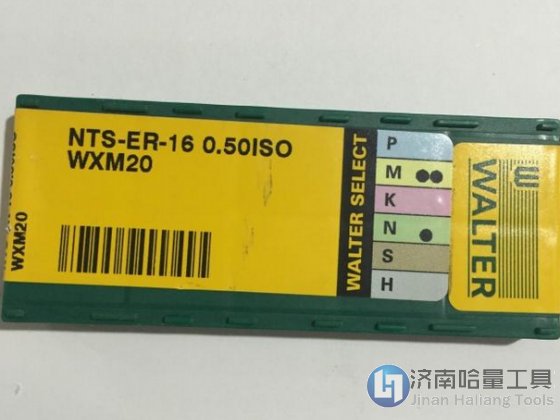 NTS-ER-16 0.50ISO
WXM20
WXM20
WALTER SELECT
P
M
K
N
S
H
WALTER
济南哈量工具
Jinan Haliang Tools